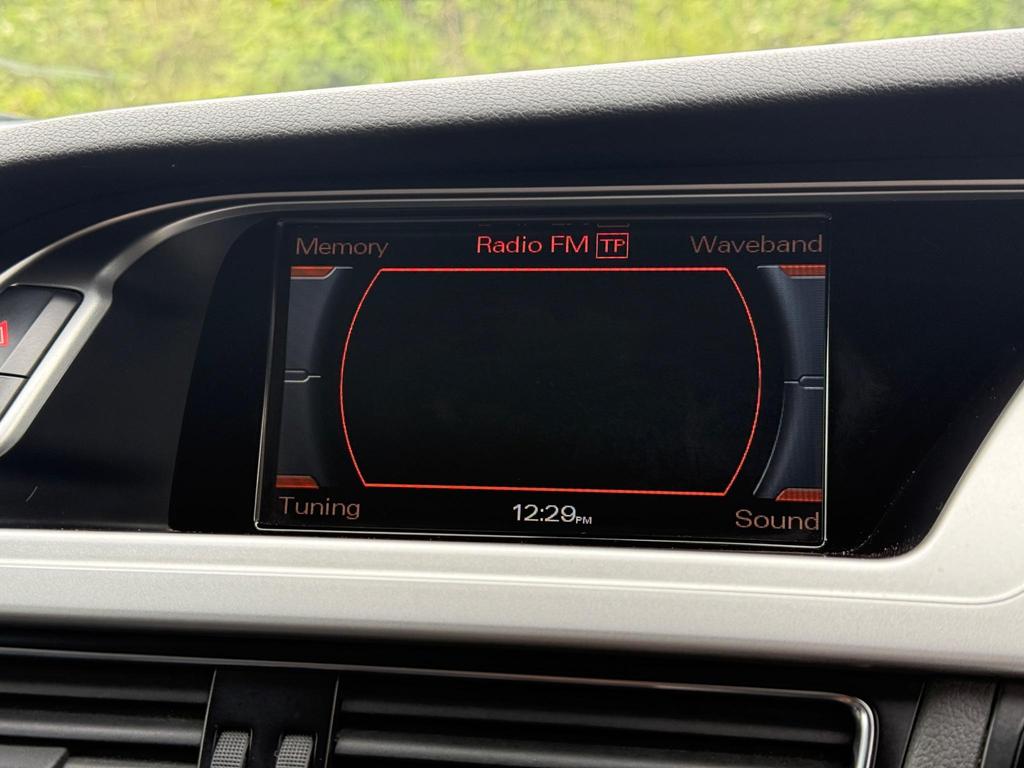 Memory
Radio FM TP
Waveband
Tuning
12:29PM
Sound